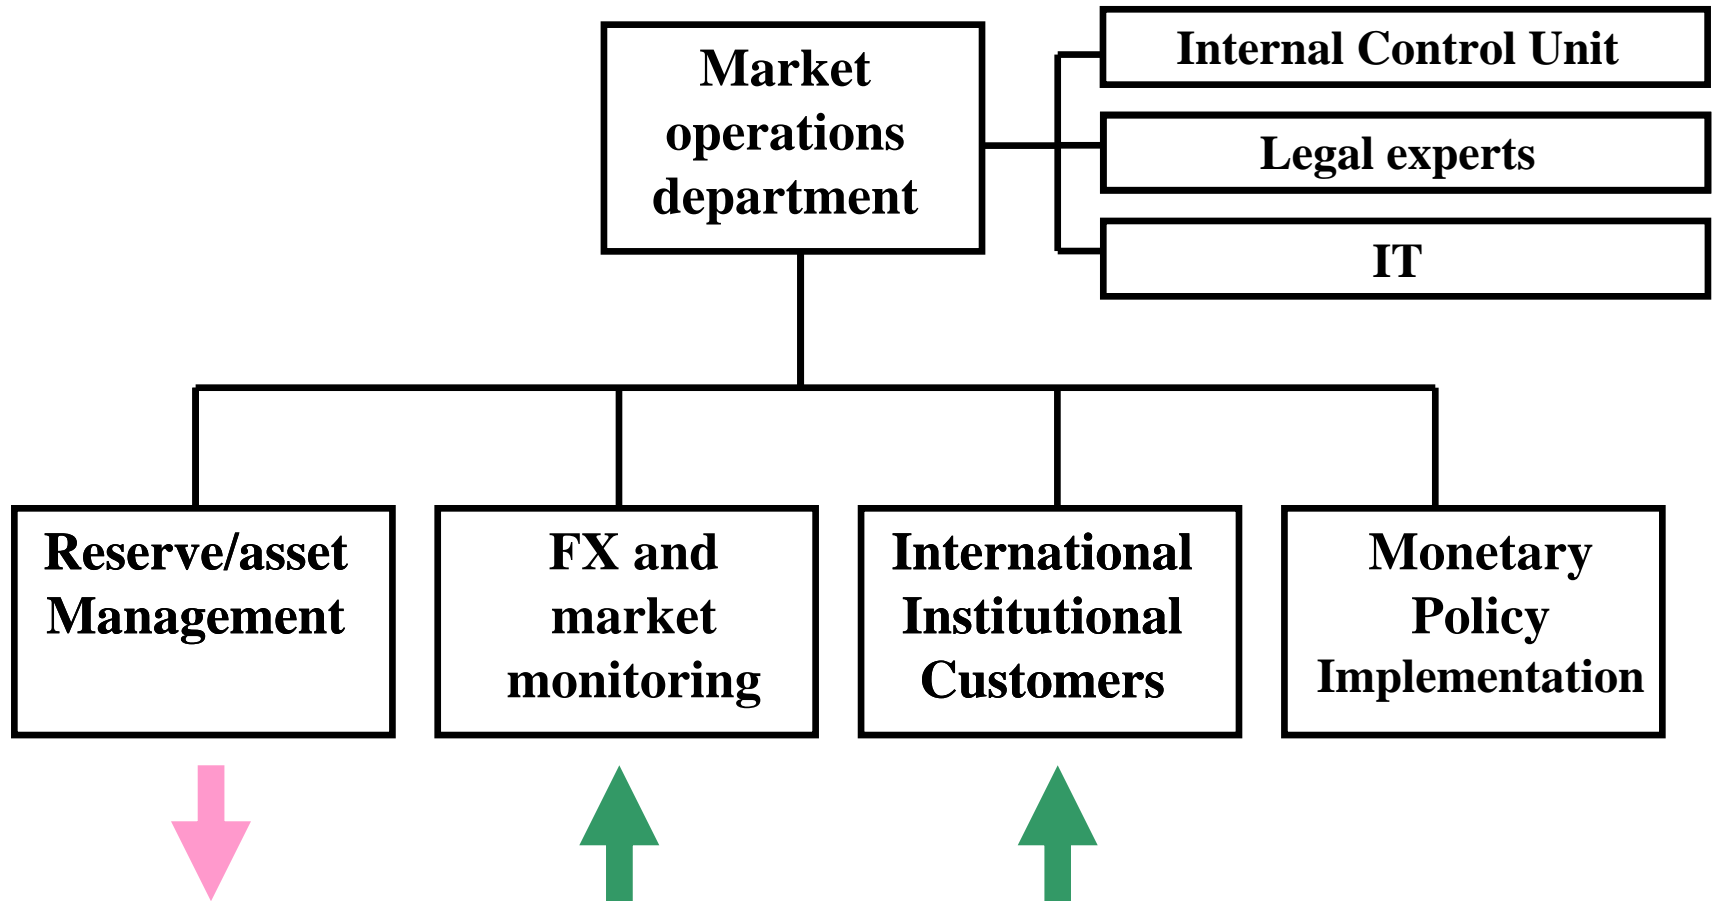 Market
operations
department
Internal Control Unit
Legal experts
IT
Reserve/asset
Management
FX and
market
monitoring
International
Institutional
Customers
Monetary
Policy
Implementation